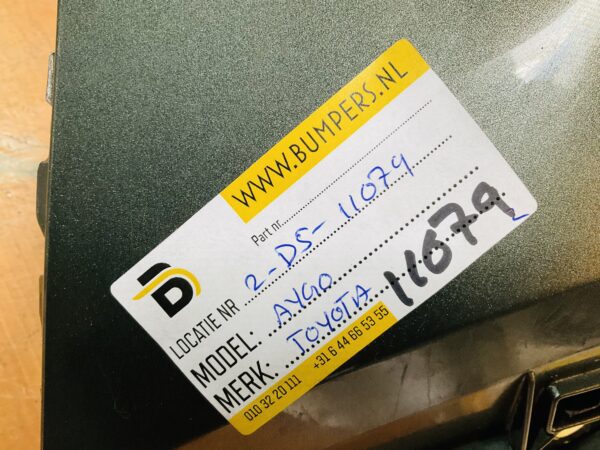 WWW.BUMPERS.NL
Part nr.
LOCATIE NR 2-DS-11079
MODEL: AYGO
MERK: TOYOTA 11079
010 32 20 111 +31 6 44 66 53 55